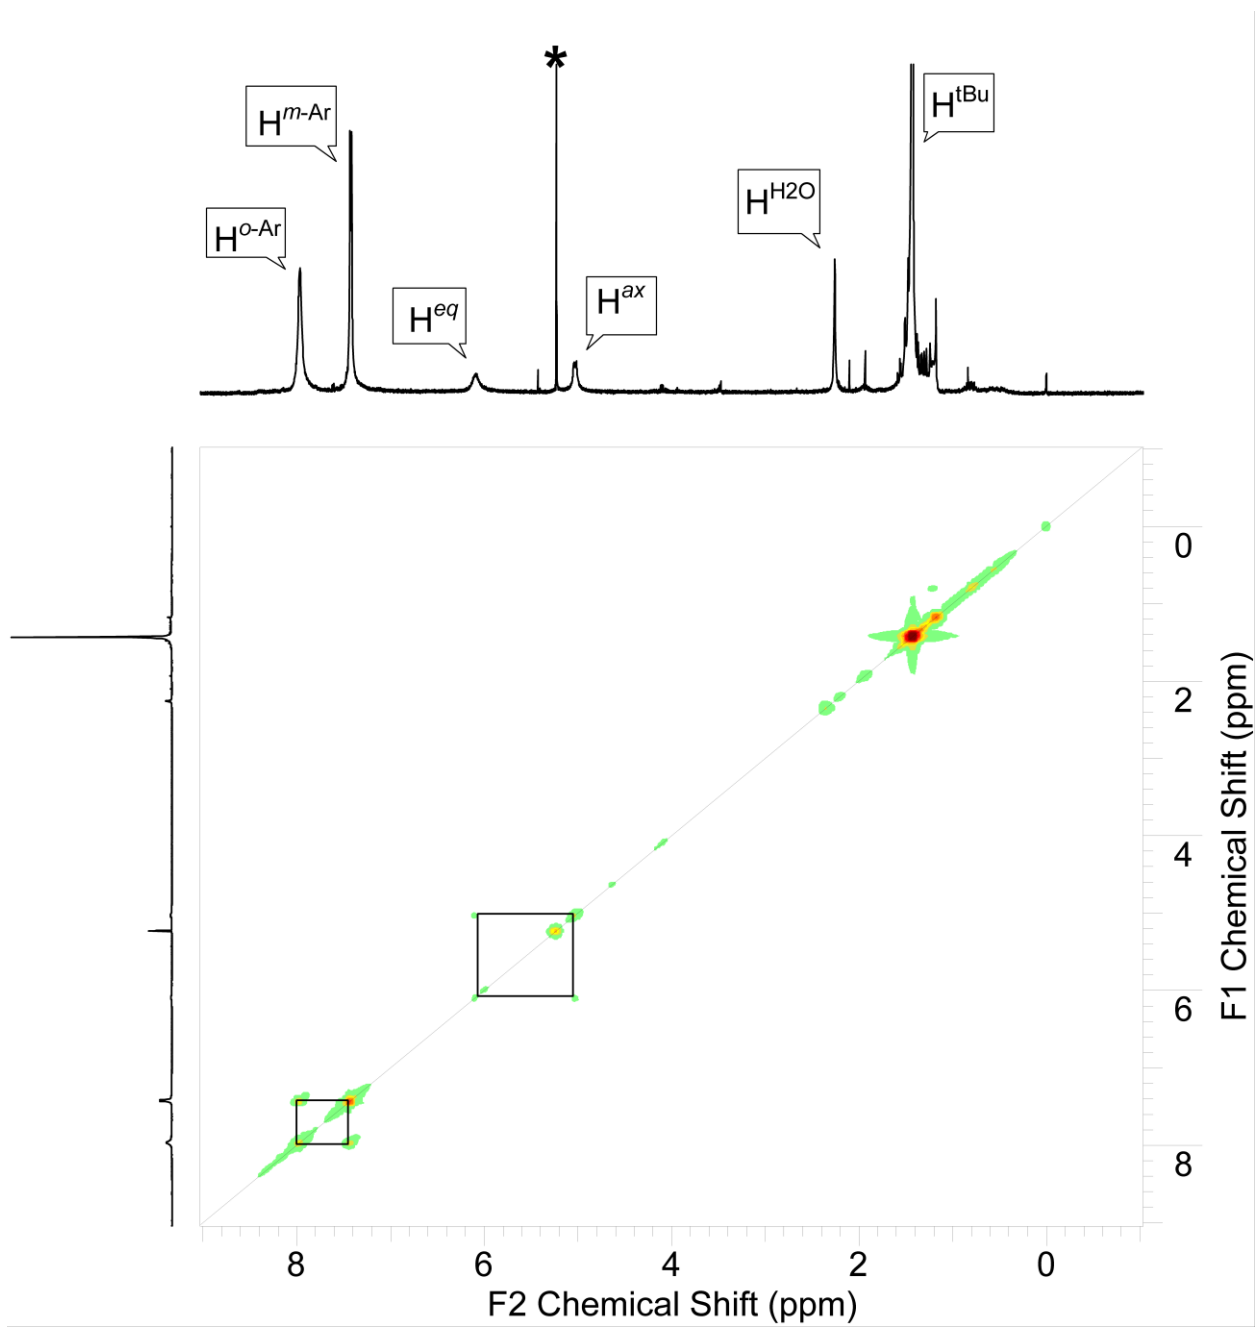 *
H^tBu
H^m-Ar
H^H2O
H^o-Ar
H^ax
H^eq
0
2
4
6
8
F1 Chemical Shift (ppm)
8 6 4 2 0
F2 Chemical Shift (ppm)